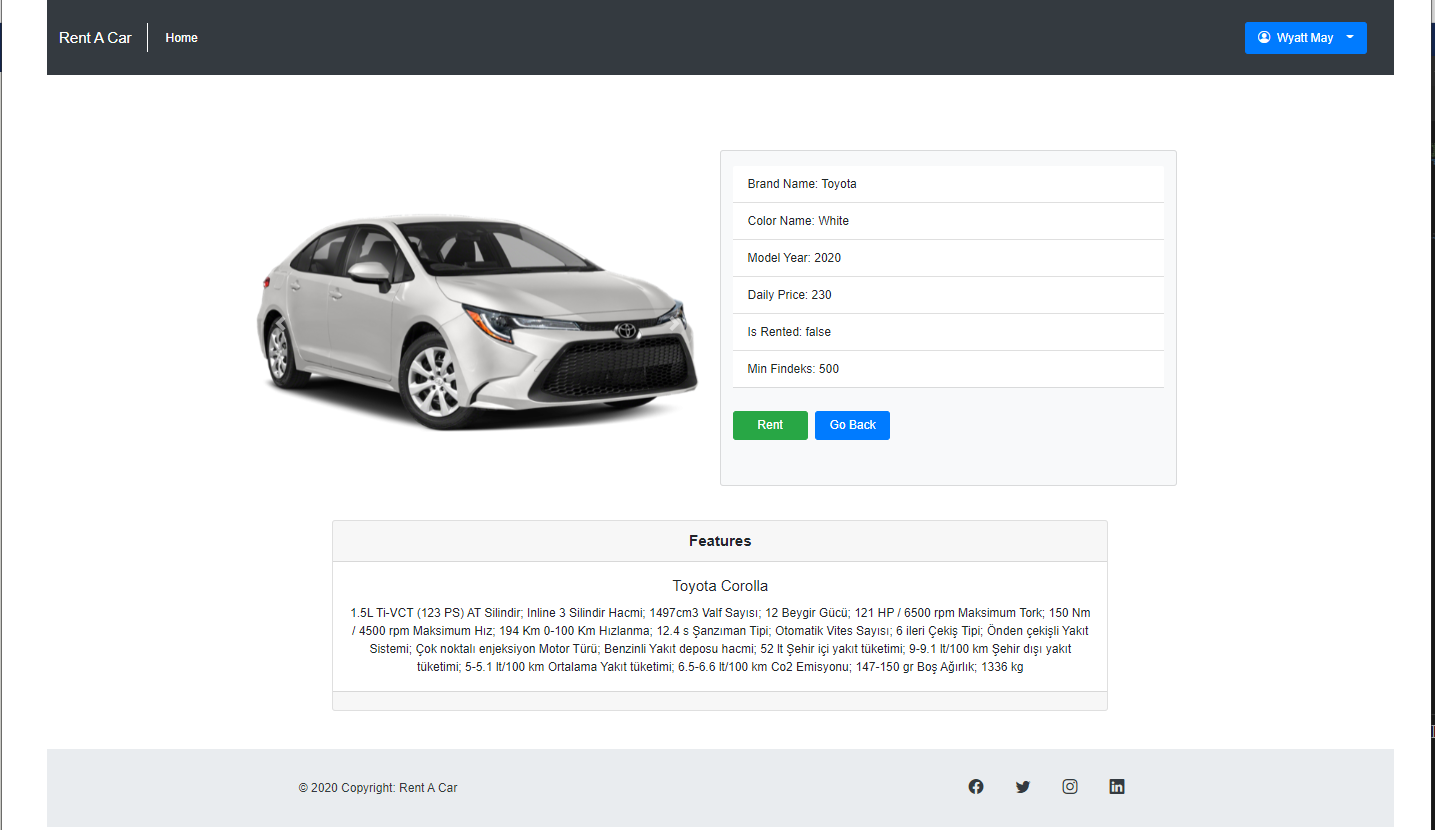 Rent A Car
Home
Wyatt May
Brand Name: Toyota
Color Name: White
Model Year: 2020
Daily Price: 230
Is Rented: false
Min Findeks: 500
Rent
Go Back
Features
Toyota Corolla
1.5L Ti-VCT (123 PS) AT Silindir; Inline 3 Silindir Hacmi; 1497cm3 Valf Sayısı; 12 Beygir Gücü; 121 HP / 6500 rpm Maksimum Tork; 150 Nm
/ 4500 rpm Maksimum Hız; 194 Km 0-100 Km Hızlanma; 12.4 s Şanzıman Tipi; Otomatik Vites Sayısı; 6 ileri Çekiş Tipi; Önden çekişli Yakıt
Sistemi; Çok noktalı enjeksiyon Motor Türü; Benzinli Yakıt deposu hacmi; 52 lt Şehir içi yakıt tüketimi; 9-9.1 lt/100 km Şehir dışı yakıt
tüketimi; 5-5.1 lt/100 km Ortalama Yakıt tüketimi; 6.5-6.6 lt/100 km Co2 Emisyonu; 147-150 gr Boş Ağırlık; 1336 kg
© 2020 Copyright: Rent A Car